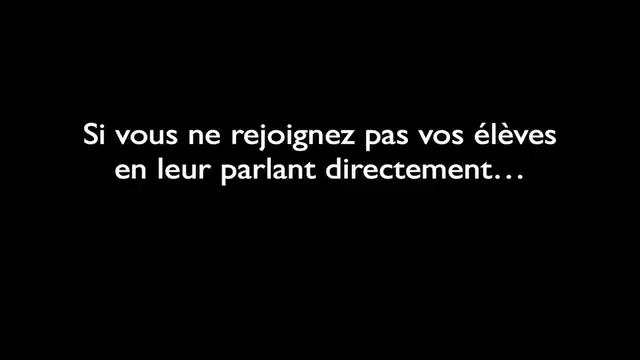 Si vous ne rejoignez pas vos élèves
en leur parlant directement…